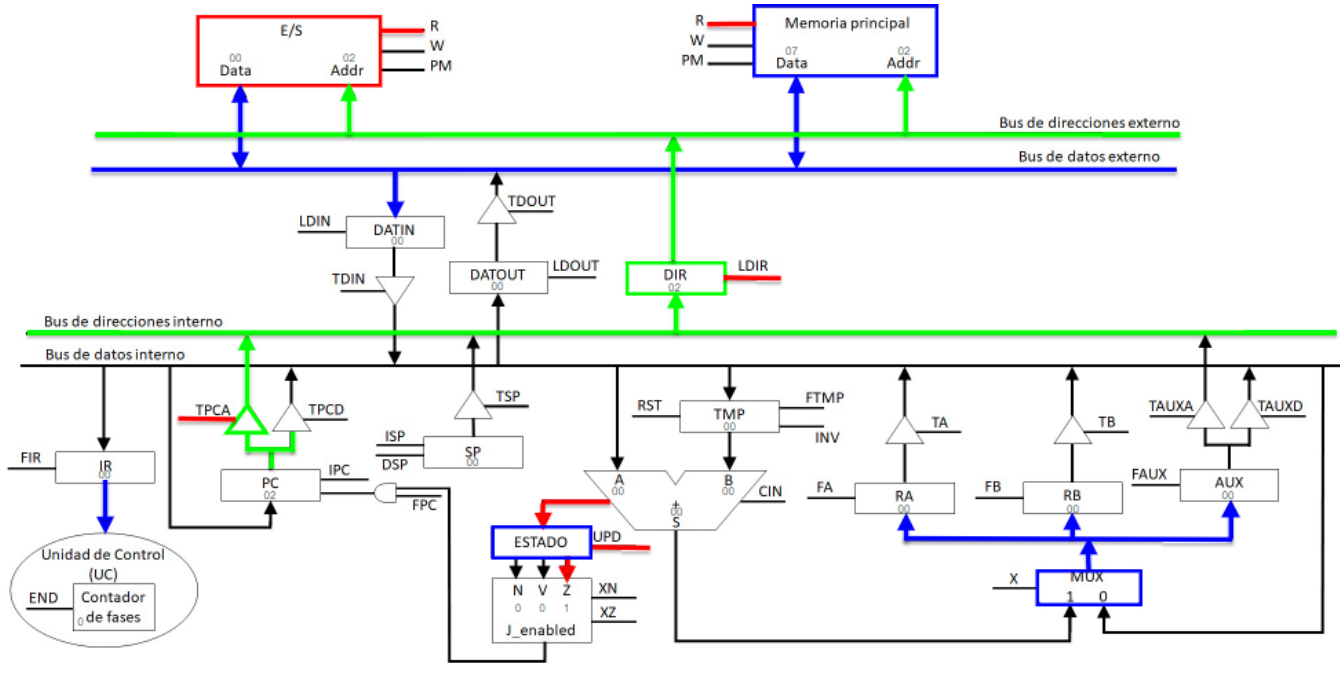 E/S
R
W
PM
00
Data
02
Addr
R
W
PM
Memoria principal
07
Data
02
Addr
Bus de direcciones externo
Bus de datos externo
TDOUT
LDIN
DATIN
00
TDIN
DATOUT
00
LDOUT
DIR
02
LDIR
Bus de direcciones interno
Bus de datos interno
TPCA
TPCD
TSP
RST
TMP
00
FTMP
INV
TA
TB
TAUXA
TAUXD
ISP
DSP
SP
00
FIR
IR
00
PC
02
IPC
FPC
A
00
B
00
+
00
S
CIN
FA
RA
00
FB
RB
00
FAUX
AUX
00
ESTADO
UPD
Unidad de Control
(UC)
END
Contador
0 de fases
N V Z
0 0 1
J_enabled
XN
XZ
X
MUX
1 0